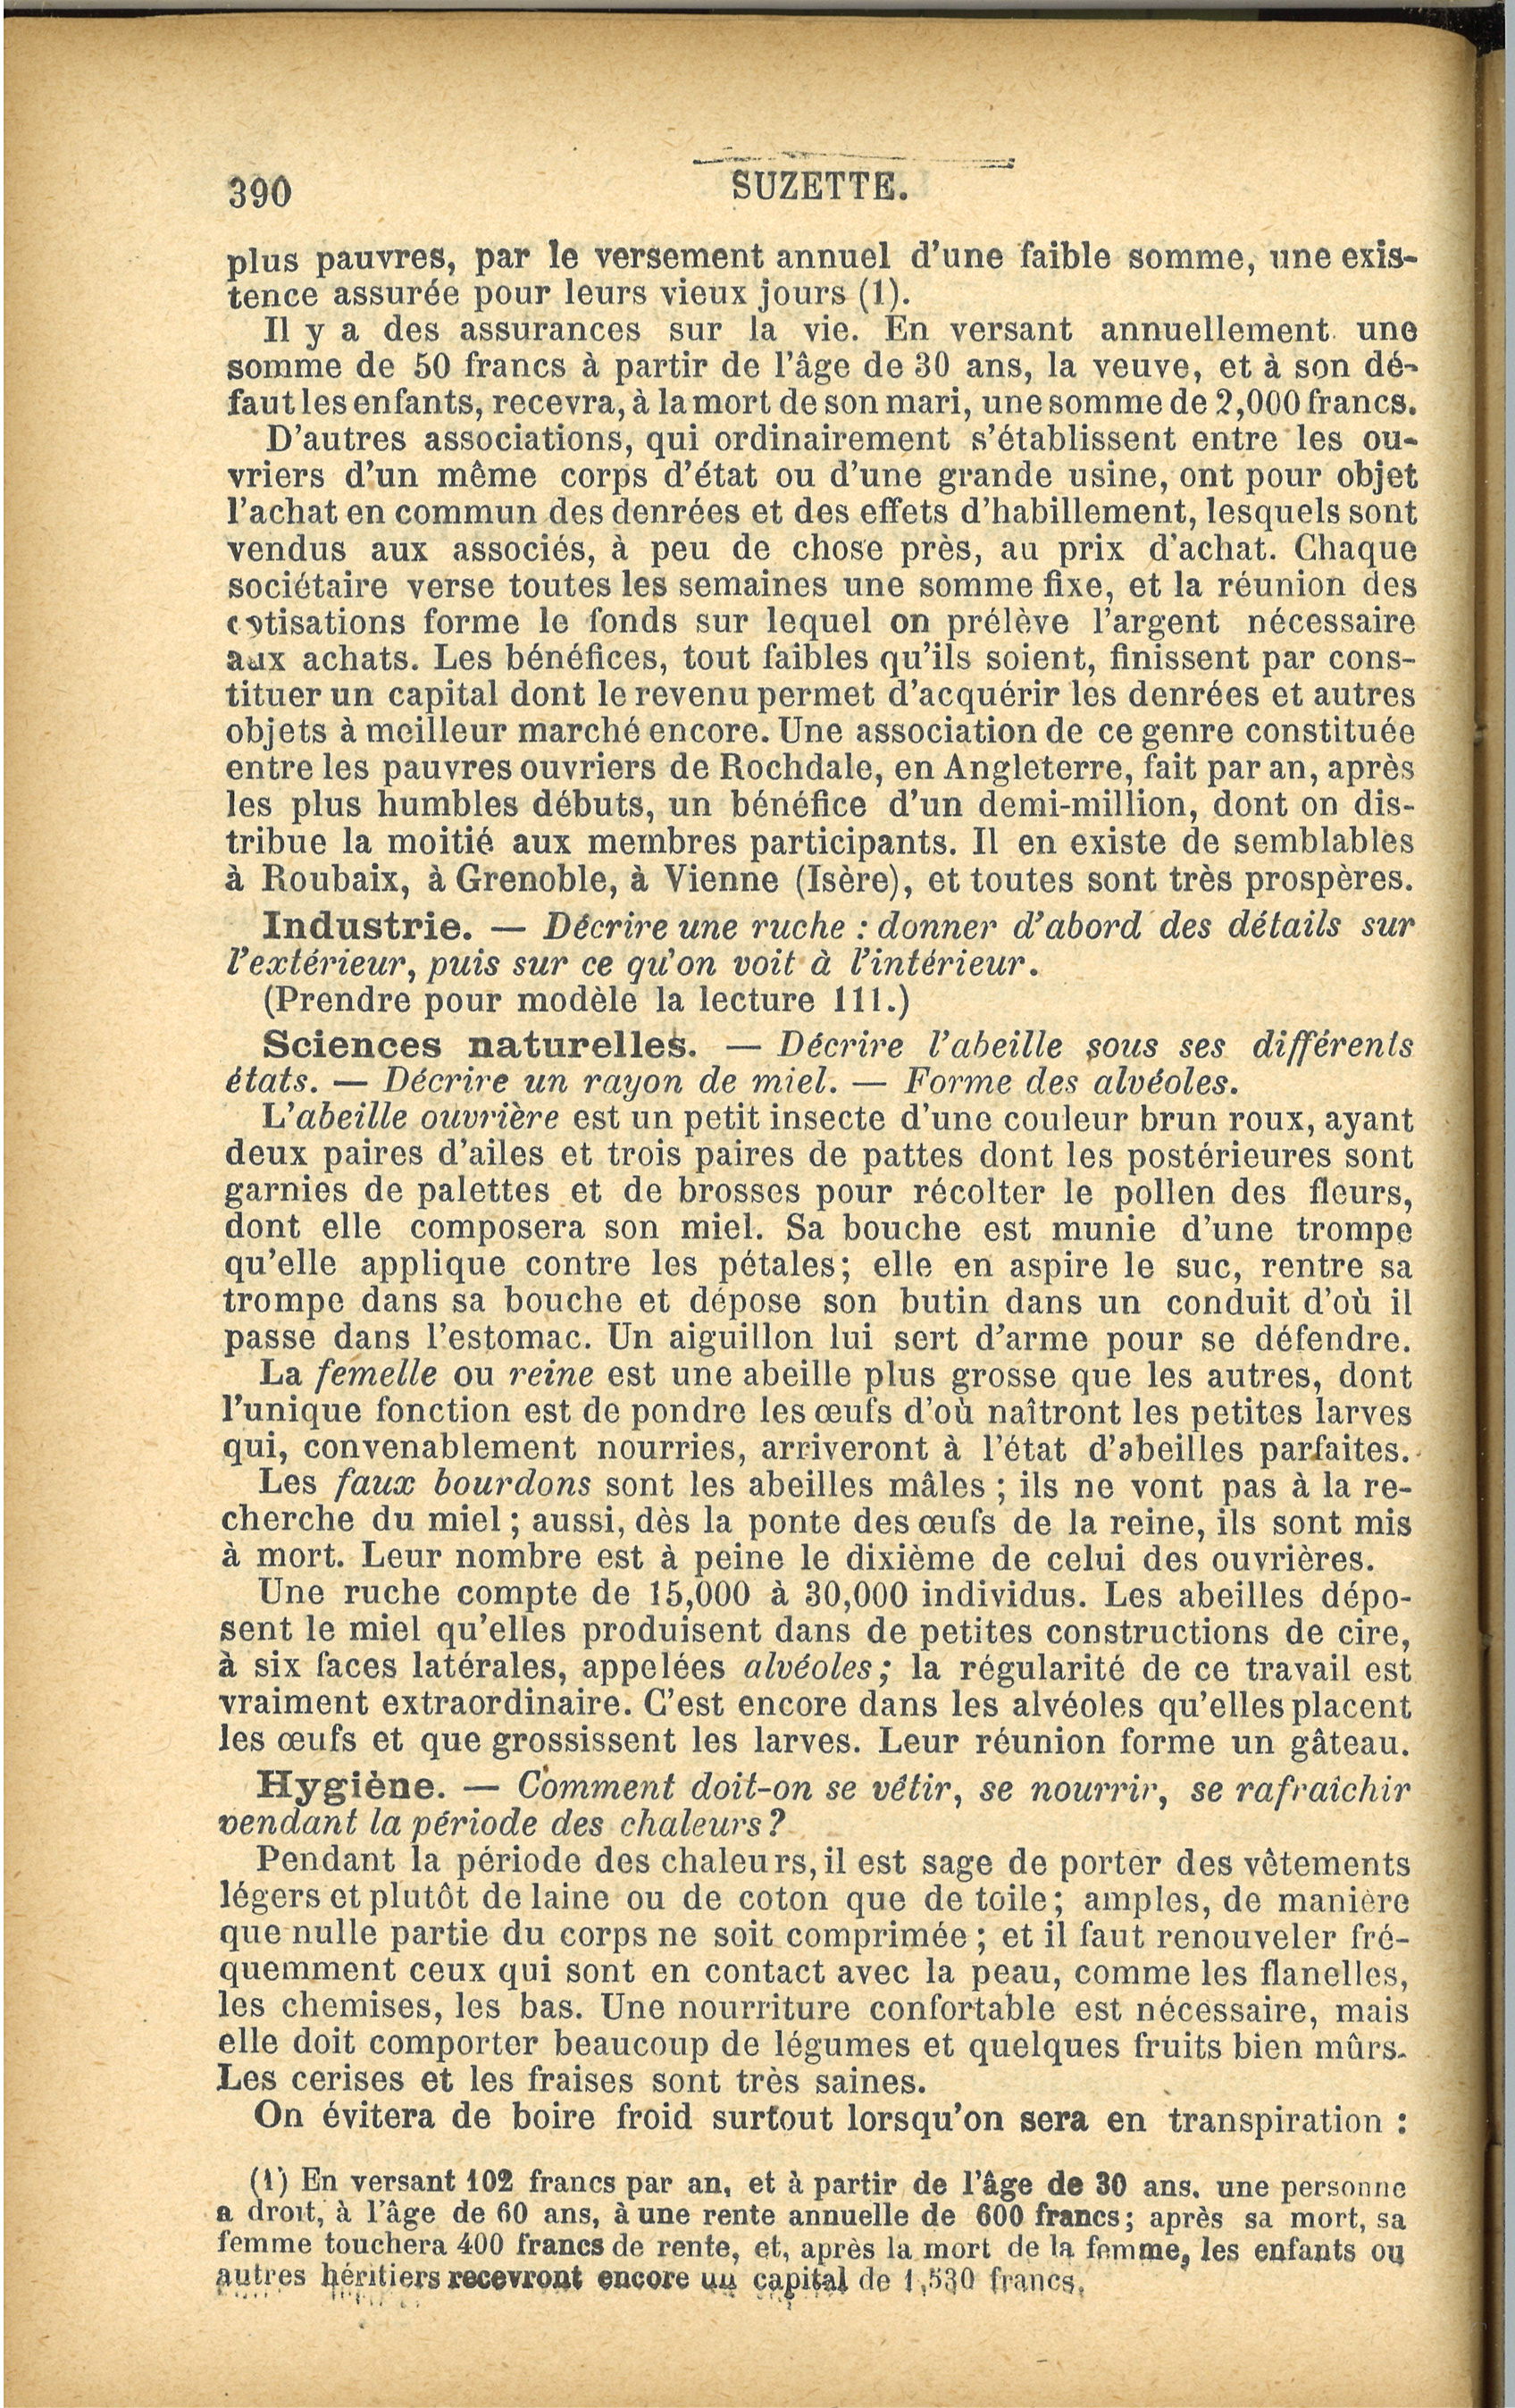 390
SUZETTE.
plus pauvres, par le versement annuel d'une faible somme, une exis-
tence assurée pour leurs vieux jours (1).
Il y a des assurances sur la vie. En versant annuellement une
somme de 50 francs à partir de l'âge de 30 ans, la veuve, et à son dé-
faut les enfants, recevra, à la mort de son mari, une somme de 2,000 francs.
D'autres associations, qui ordinairement s'établissent entre les ou-
vriers d'un même corps d'état ou d'une grande usine, ont pour objet
l'achat en commun des denrées et des effets d'habillement, lesquels sont
vendus aux associés, à peu de chose près, au prix d'achat. Chaque
sociétaire verse toutes les semaines une somme fixe, et la réunion des
cotisations forme le fonds sur lequel on prélève l'argent nécessaire
aux achats. Les bénéfices, tout faibles qu'ils soient, finissent par cons-
tituer un capital dont le revenu permet d'acquérir les denrées et autres
objets à meilleur marché encore. Une association de ce genre constituée
entre les pauvres ouvriers de Rochdale, en Angleterre, fait par an, après
les plus humbles débuts, un bénéfice d'un demi-million, dont on dis-
tribue la moitié aux membres participants. Il en existe de semblables
à Roubaix, à Grenoble, à Vienne (Isère), et toutes sont très prospères.
Industrie. — Décrire une ruche : donner d'abord des détails sur
l'extérieur, puis sur ce qu'on voit à l'intérieur.
(Prendre pour modèle la lecture 111.)
Sciences naturelles. — Décrire l'abeille sous ses différents
états. — Décrire un rayon de miel. — Forme des alvéoles.
L'abeille ouvrière est un petit insecte d'une couleur brun roux, ayant
deux paires d'ailes et trois paires de pattes dont les postérieures sont
garnies de palettes et de brosses pour récolter le pollen des fleurs,
dont elle composera son miel. Sa bouche est munie d'une trompe
qu'elle applique contre les pétales; elle en aspire le suc, rentre sa
trompe dans sa bouche et dépose son butin dans un conduit d'où il
passe dans l'estomac. Un aiguillon lui sert d'arme pour se défendre.
La femelle ou reine est une abeille plus grosse que les autres, dont
l'unique fonction est de pondre les œufs d'où naîtront les petites larves
qui, convenablement nourries, arriveront à l'état d'abeilles parfaites.
Les faux bourdons sont les abeilles mâles ; ils ne vont pas à la re-
cherche du miel ; aussi, dès la ponte des œufs de la reine, ils sont mis
à mort. Leur nombre est à peine le dixième de celui des ouvrières.
Une ruche compte de 15,000 à 30,000 individus. Les abeilles dépo-
sent le miel qu'elles produisent dans de petites constructions de cire,
à six faces latérales, appelées alvéoles; la régularité de ce travail est
vraiment extraordinaire. C'est encore dans les alvéoles qu'elles placent
les œufs et que grossissent les larves. Leur réunion forme un gâteau.
Hygiène. — Comment doit-on se vêtir, se nourrir, se rafraîchir
pendant la période des chaleurs?
Pendant la période des chaleurs, il est sage de porter des vêtements
légers et plutôt de laine ou de coton que de toile; amples, de manière
que nulle partie du corps ne soit comprimée ; et il faut renouveler fré-
quemment ceux qui sont en contact avec la peau, comme les flanelles,
les chemises, les bas. Une nourriture confortable est nécessaire, mais
elle doit comporter beaucoup de légumes et quelques fruits bien mûrs.
Les cerises et les fraises sont très saines.
On évitera de boire froid surtout lorsqu'on sera en transpiration :
(1) En versant 102 francs par an, et à partir de l'âge de 30 ans, une personne
a droit, à l'âge de 60 ans, à une rente annuelle de 600 francs; après sa mort, sa
femme touchera 400 francs de rente, et, après la mort de la femme, les enfants ou
autres héritiers recevront encore un capital de 1,530 francs.